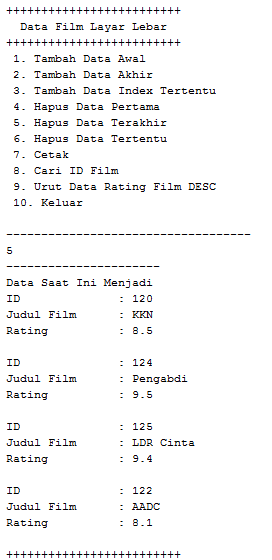 +++++++++++++++++++++++++
Data Film Layar Lebar
+++++++++++++++++++++++++
1. Tambah Data Awal
2. Tambah Data Akhir
3. Tambah Data Index Tertentu
4. Hapus Data Pertama
5. Hapus Data Terakhir
6. Hapus Data Tertentu
7. Cetak
8. Cari ID Film
9. Urut Data Rating Film DESC
10. Keluar
-----------------------------------
5
----------------------
Data Saat Ini Menjadi
ID : 120
Judul Film : KKN
Rating : 8.5
ID : 124
Judul Film : Pengabdi
Rating : 9.5
ID : 125
Judul Film : LDR Cinta
Rating : 9.4
ID : 122
Judul Film : AADC
Rating : 8.1
+++++++++++++++++++++++++